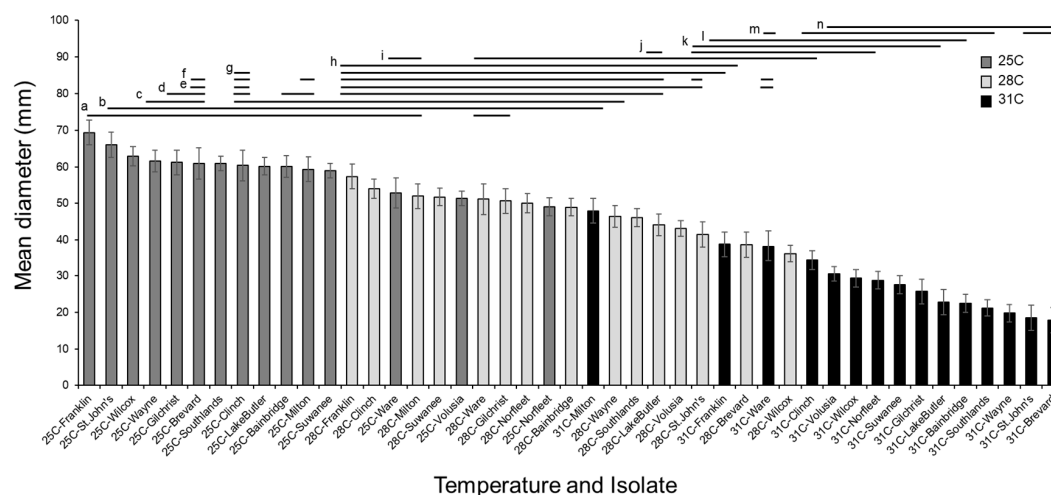 100
90
80
70
60
50
40
30
20
10
0
Mean diameter (mm)
a
b
c
d
e
f
g
h
i
j
k
l
m
n
25C
28C
31C
25C-Franklin
25C-St.John's
25C-Wilcox
25C-Wayne
25C-Gilchrist
25C-Brevard
25C-Southlands
25C-Clinch
25C-LakeButler
25C-Bainbridge
25C-Milton
25C-Suwanee
28C-Franklin
28C-Clinch
25C-Ware
28C-Milton
28C-Suwanee
25C-Volusia
28C-Ware
28C-Gilchrist
28C-Norfleet
25C-Norfleet
28C-Bainbridge
31C-Milton
28C-Wayne
28C-Southlands
28C-LakeButler
28C-Volusia
28C-St.John's
31C-Franklin
28C-Brevard
31C-Ware
28C-Wilcox
31C-Clinch
31C-Volusia
31C-Wilcox
31C-Norfleet
31C-Suwanee
31C-Gilchrist
31C-LakeButler
31C-Bainbridge
31C-Southlands
31C-Wayne
31C-St.John's
31C-Brevard
Temperature and Isolate